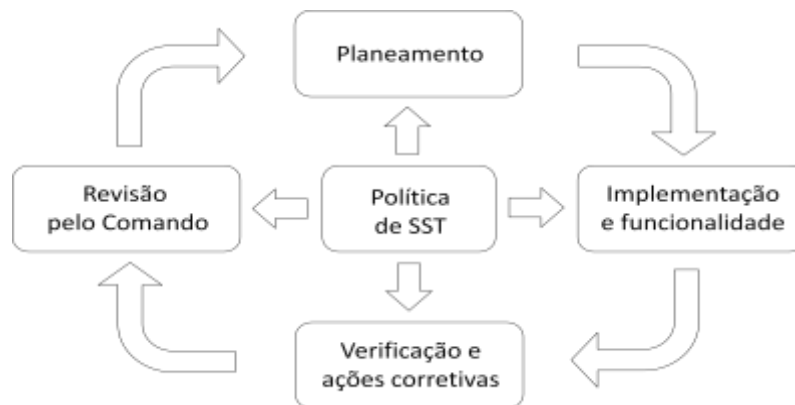 Planeamento
Revisão
pelo Comando
Política
de SST
Implementação
e funcionalidade
Verificação e
ações corretivas